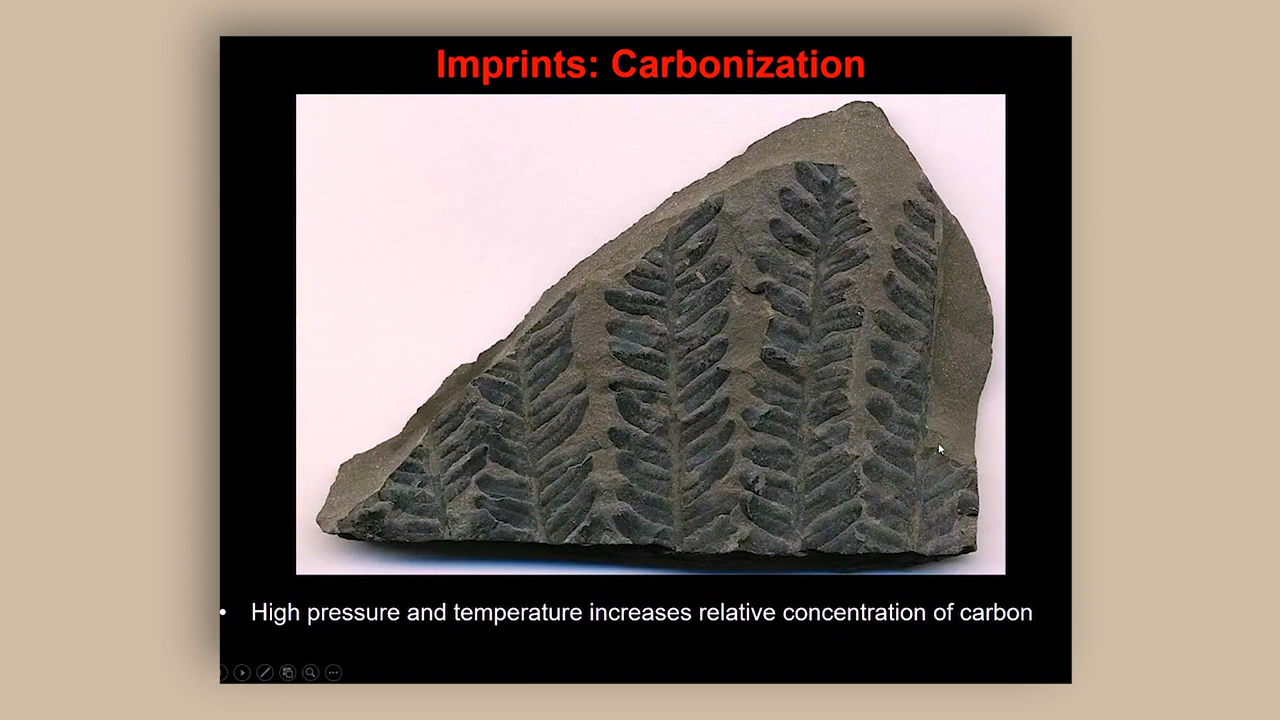 Imprints: Carbonization
• High pressure and temperature increases relative concentration of carbon